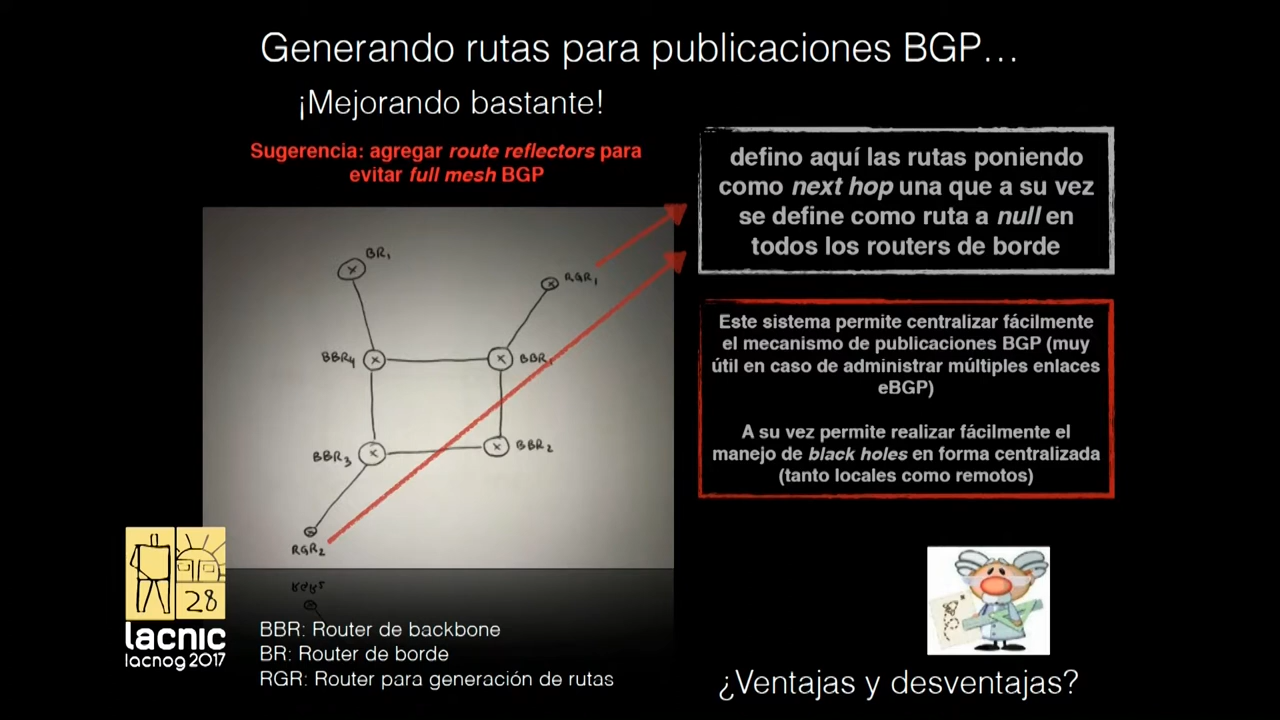 Generando rutas para publicaciones BGP...
¡Mejorando bastante!
Sugerencia: agregar route reflectors para
evitar full mesh BGP
defino aquí las rutas poniendo
como next hop una que a su vez
se define como ruta a null en
todos los routers de borde
Este sistema permite centralizar fácilmente
el mecanismo de publicaciones BGP (muy
útil en caso de administrar múltiples enlaces
eBGP)
A su vez permite realizar fácilmente el
manejo de black holes en forma centralizada
(tanto locales como remotos)
BR1
RGR1
BBR4
BBR1
BBR3
BBR2
RGR2
28
lacnic
lacnog 2017
BBR: Router de backbone
BR: Router de borde
RGR: Router para generación de rutas
¿Ventajas y desventajas?